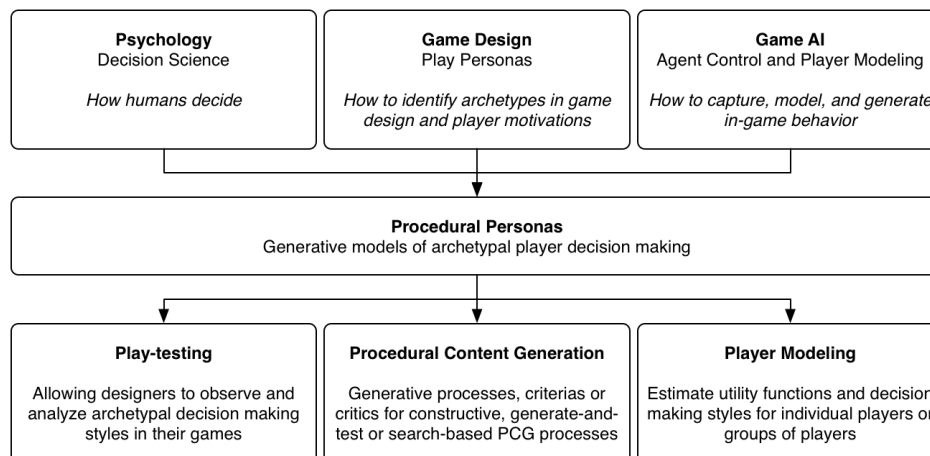 Psychology
Decision Science
How humans decide
Game Design
Play Personas
How to identify archetypes in game
design and player motivations
Game AI
Agent Control and Player Modeling
How to capture, model, and generate
in-game behavior
Procedural Personas
Generative models of archetypal player decision making
Play-testing
Allowing designers to observe and
analyze archetypal decision making
styles in their games
Procedural Content Generation
Generative processes, criterias or
critics for constructive, generate-and-
test or search-based PCG processes
Player Modeling
Estimate utility functions and decision
making styles for individual players or
groups of players